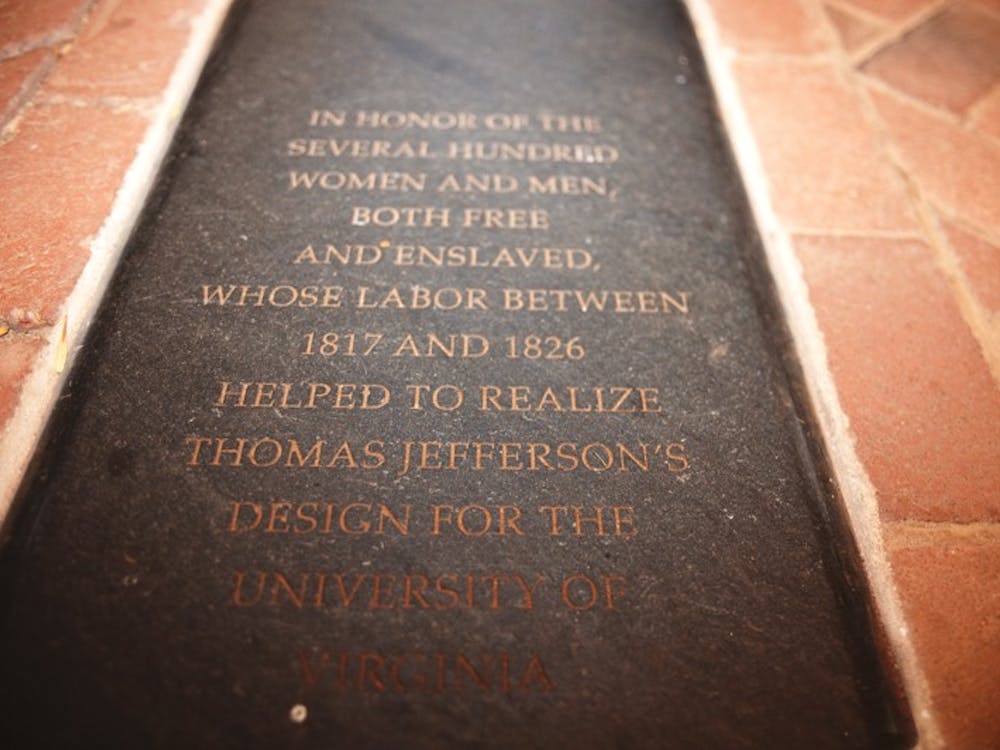 IN HONOR OF THE
SEVERAL HUNDRED
WOMEN AND MEN,
BOTH FREE
AND ENSLAVED,
WHOSE LABOR BETWEEN
1817 AND 1826
HELPED TO REALIZE
THOMAS JEFFERSON'S
DESIGN FOR THE
UNIVERSITY OF
VIRGINIA